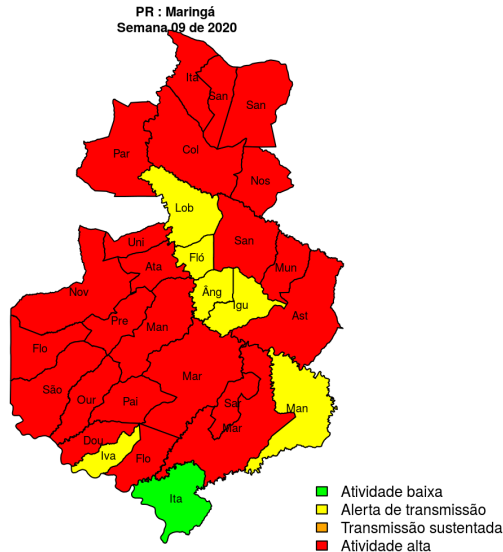 PR : Maringá
Semana 09 de 2020
Ita
San
San
Par
Col
Nos
Lob
Uni
San
Fló
Ata
Mun
Nov
Âng
Igu
Ast
Pre
Man
Flo
Mar
São
Our
Pai
Sa
Man
Mar
Dou
Iva
Flo
Ita
Atividade baixa
Alerta de transmissão
Transmissão sustentada
Atividade alta